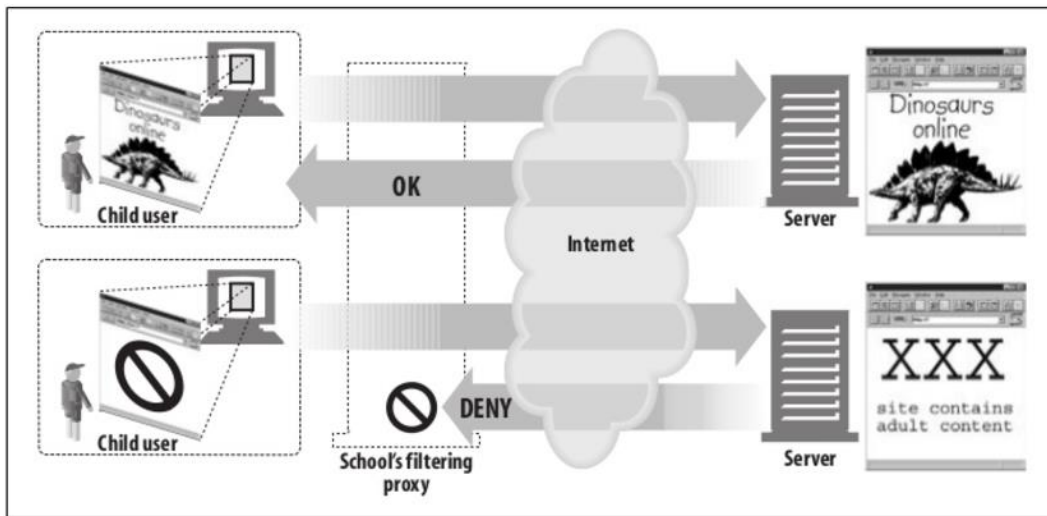 Dinosaurs
online
Child user
OK
Internet
Server
Dinosaurs
online
Child user
DENY
School's filtering
proxy
Server
XXX
site contains
adult content